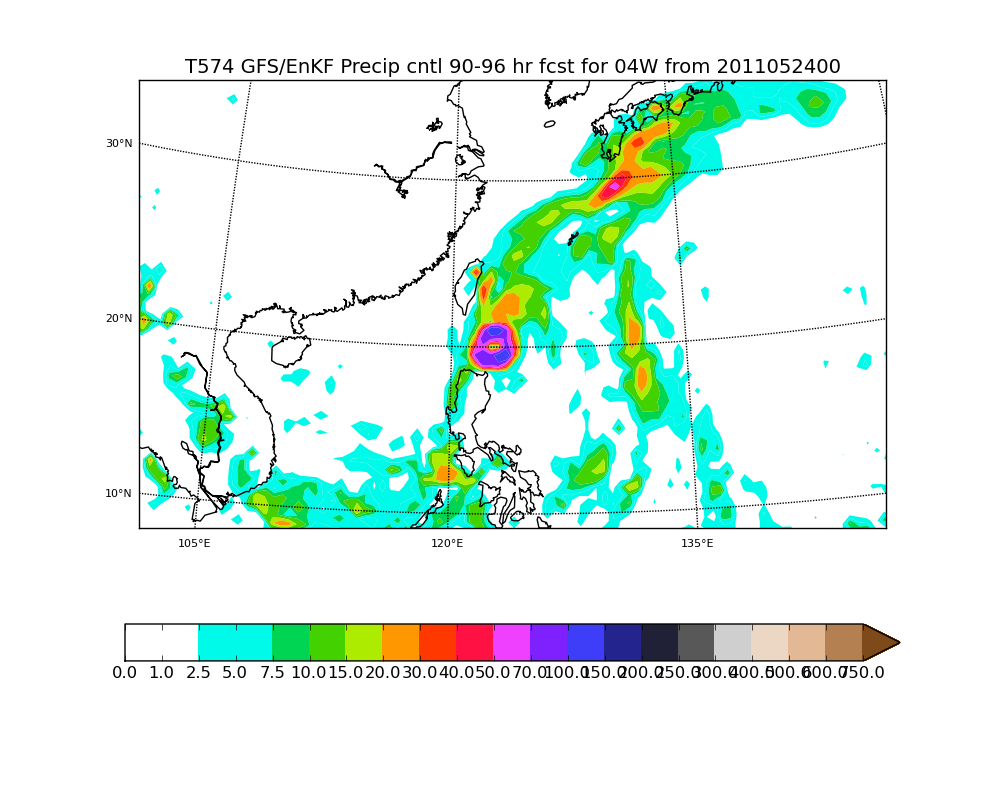 T574 GFS/EnKF Precip cntl 90-96 hr fcst for 04W from 2011052400
30°N
20°N
10°N
105°E 120°E 135°E
0.0 1.0 2.5 5.0 7.5 10.0 15.0 20.0 30.0 40.0 50.0 70.0 100.0 150.0 200.0 250.0 300.0 400.0 500.0 600.0 750.0